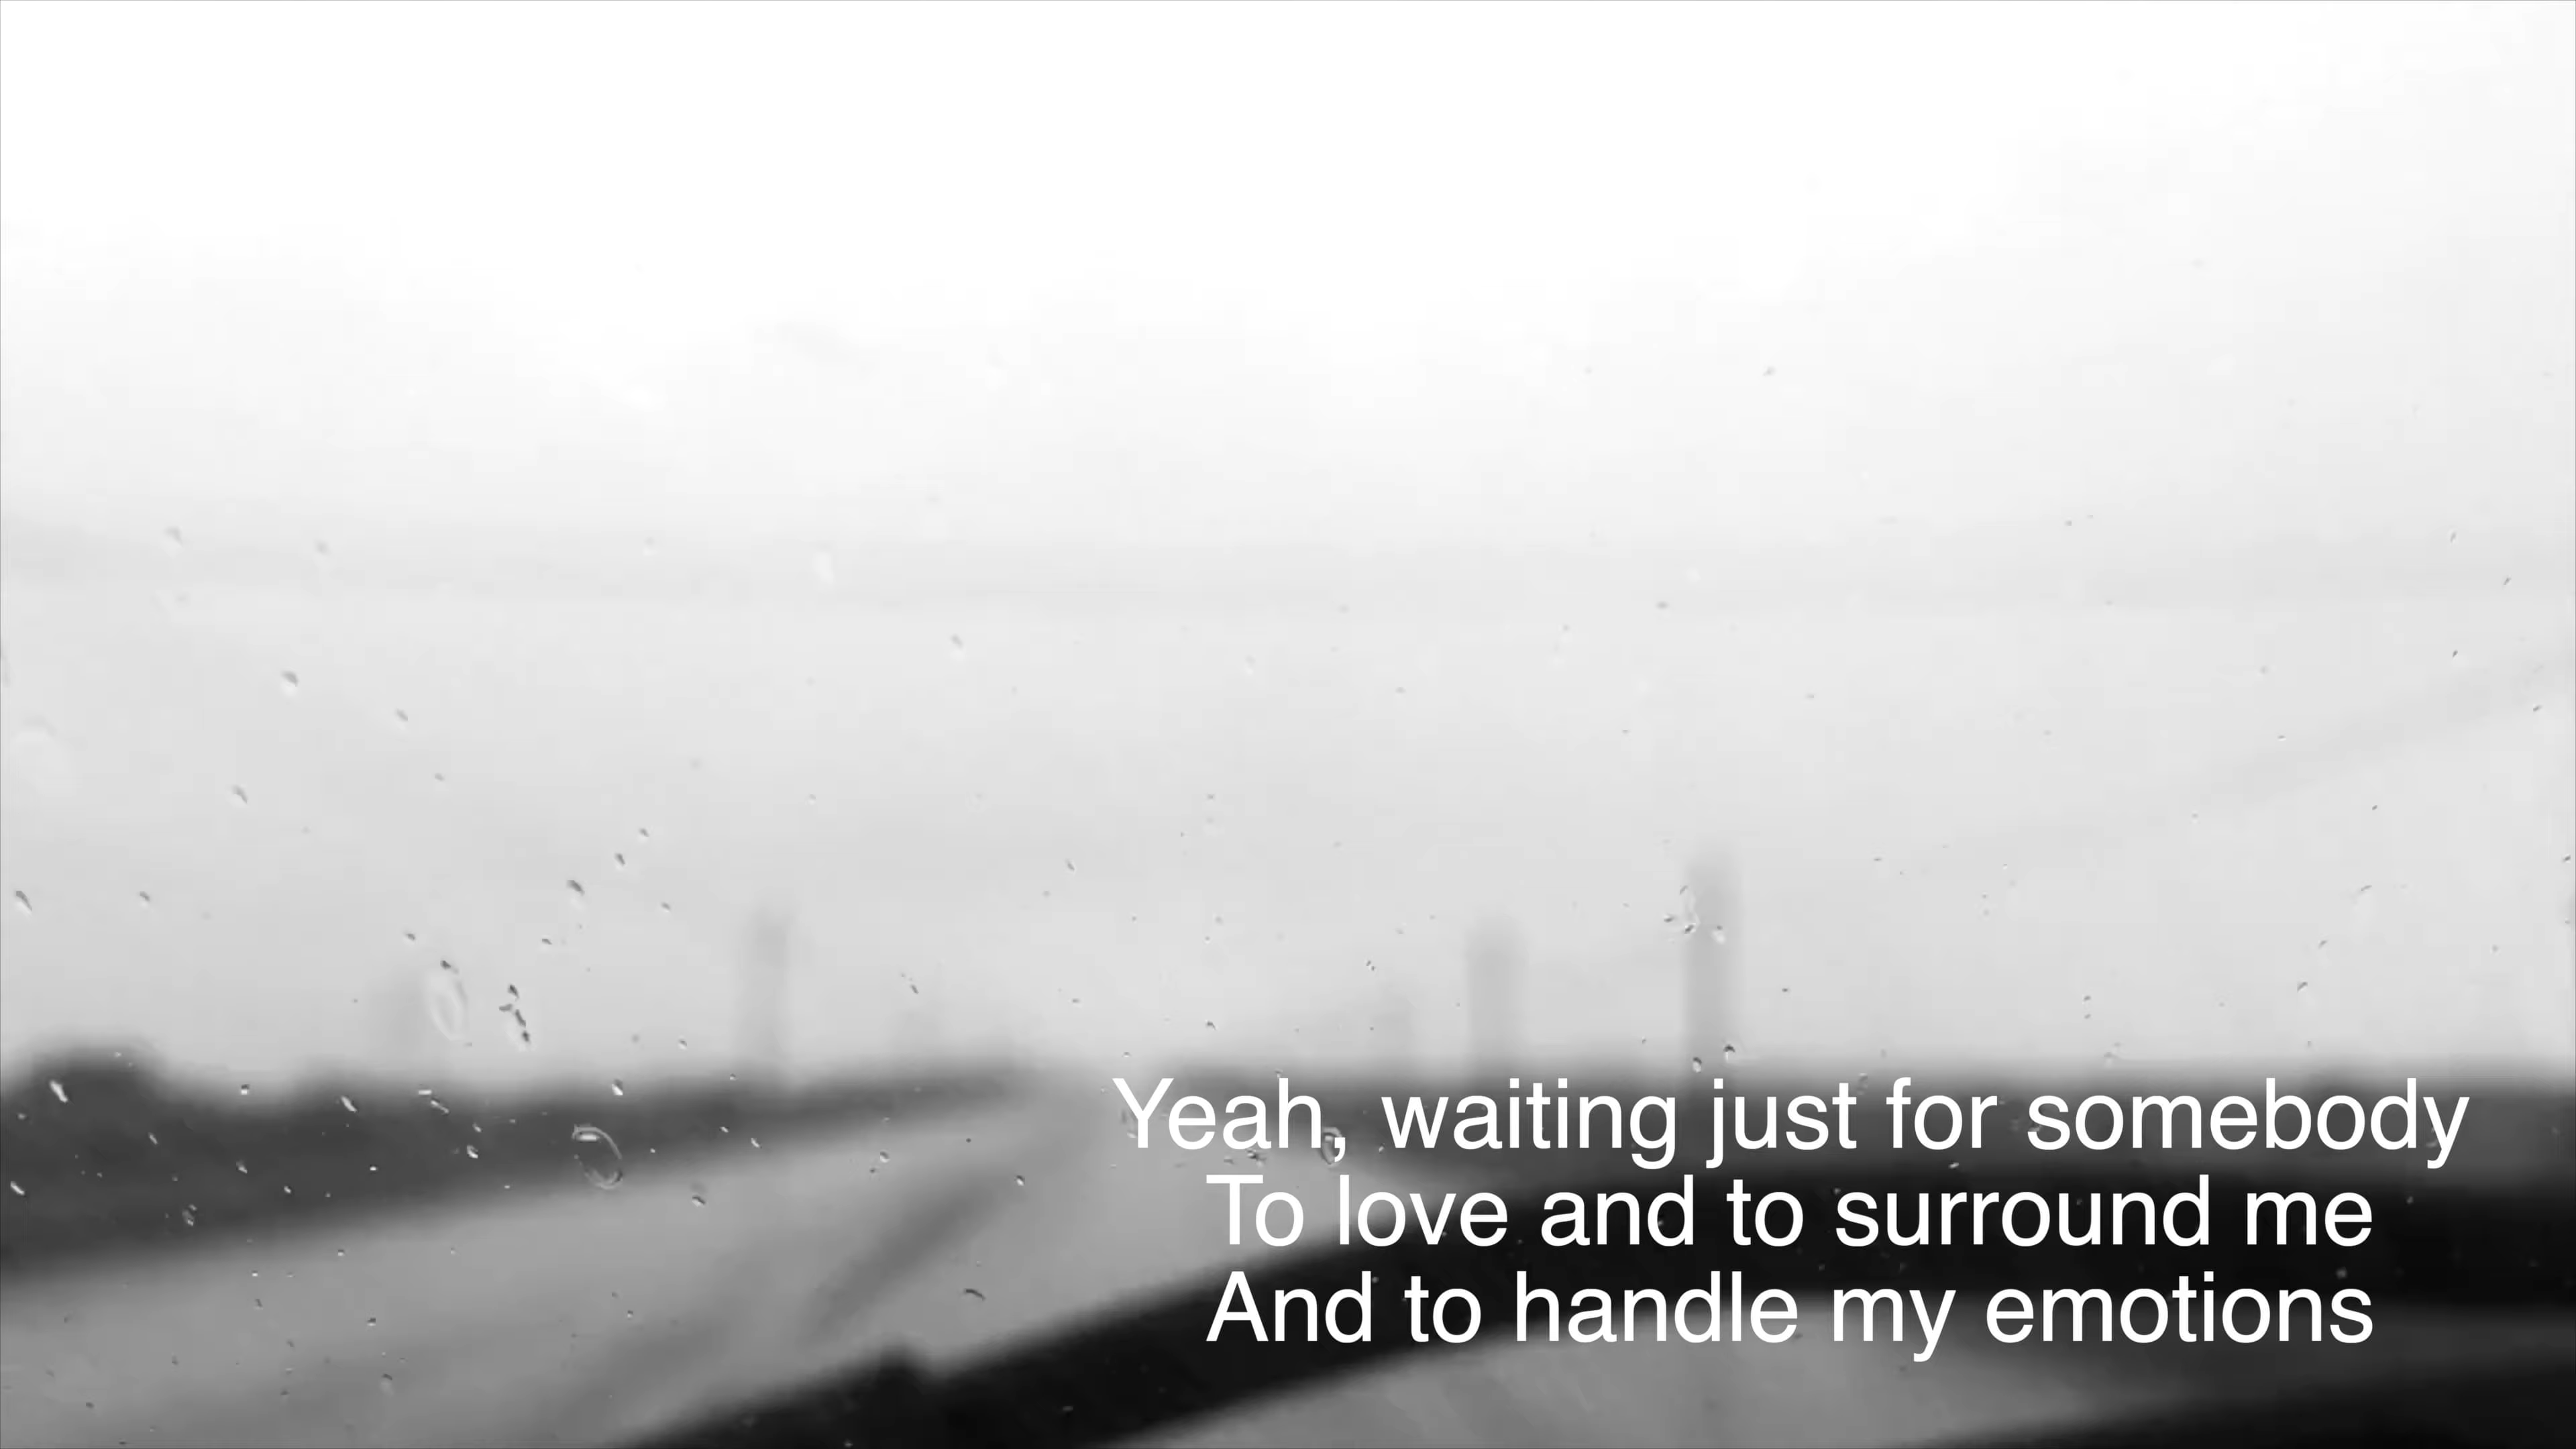 Yeah, waiting just for somebody
To love and to surround me
And to handle my emotions